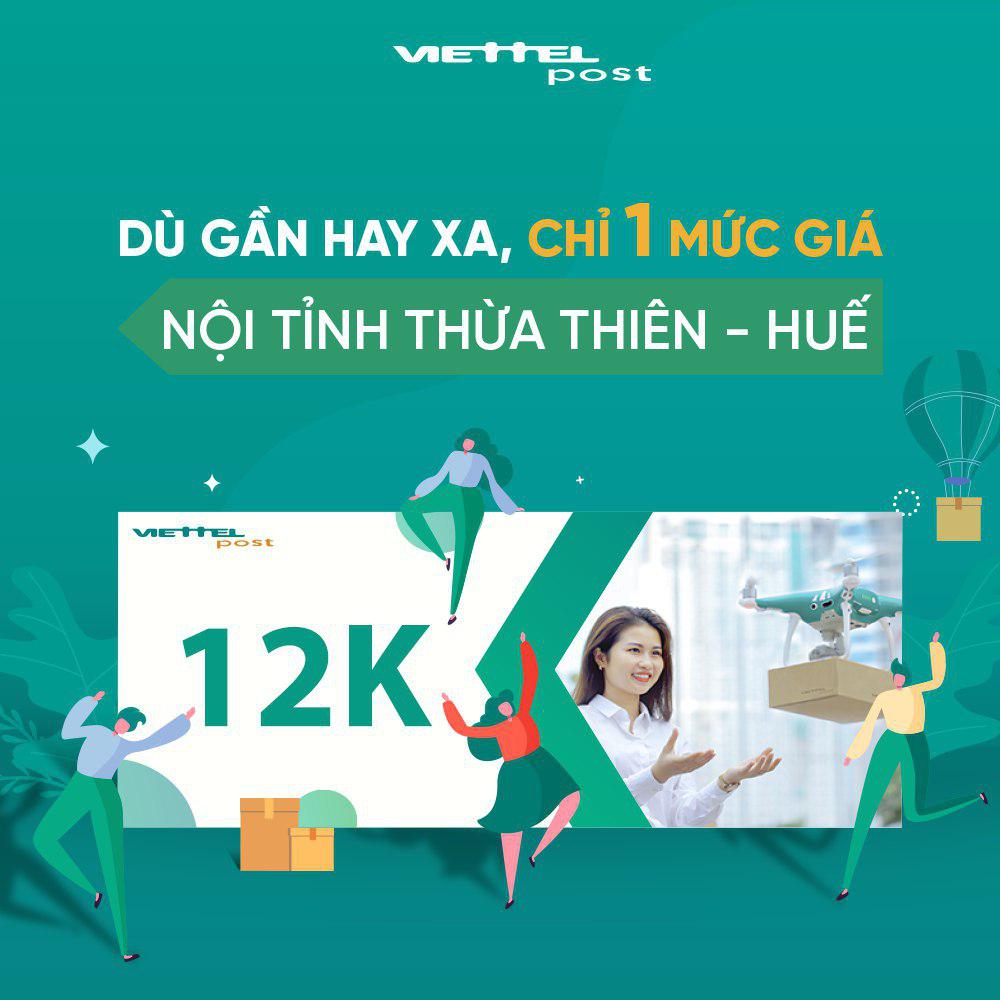 VIETTEL
post
DÙ GẦN HAY XA, CHỈ 1 MỨC GIÁ
NỘI TỈNH THỪA THIÊN - HUẾ
VIETTEL
post
12K